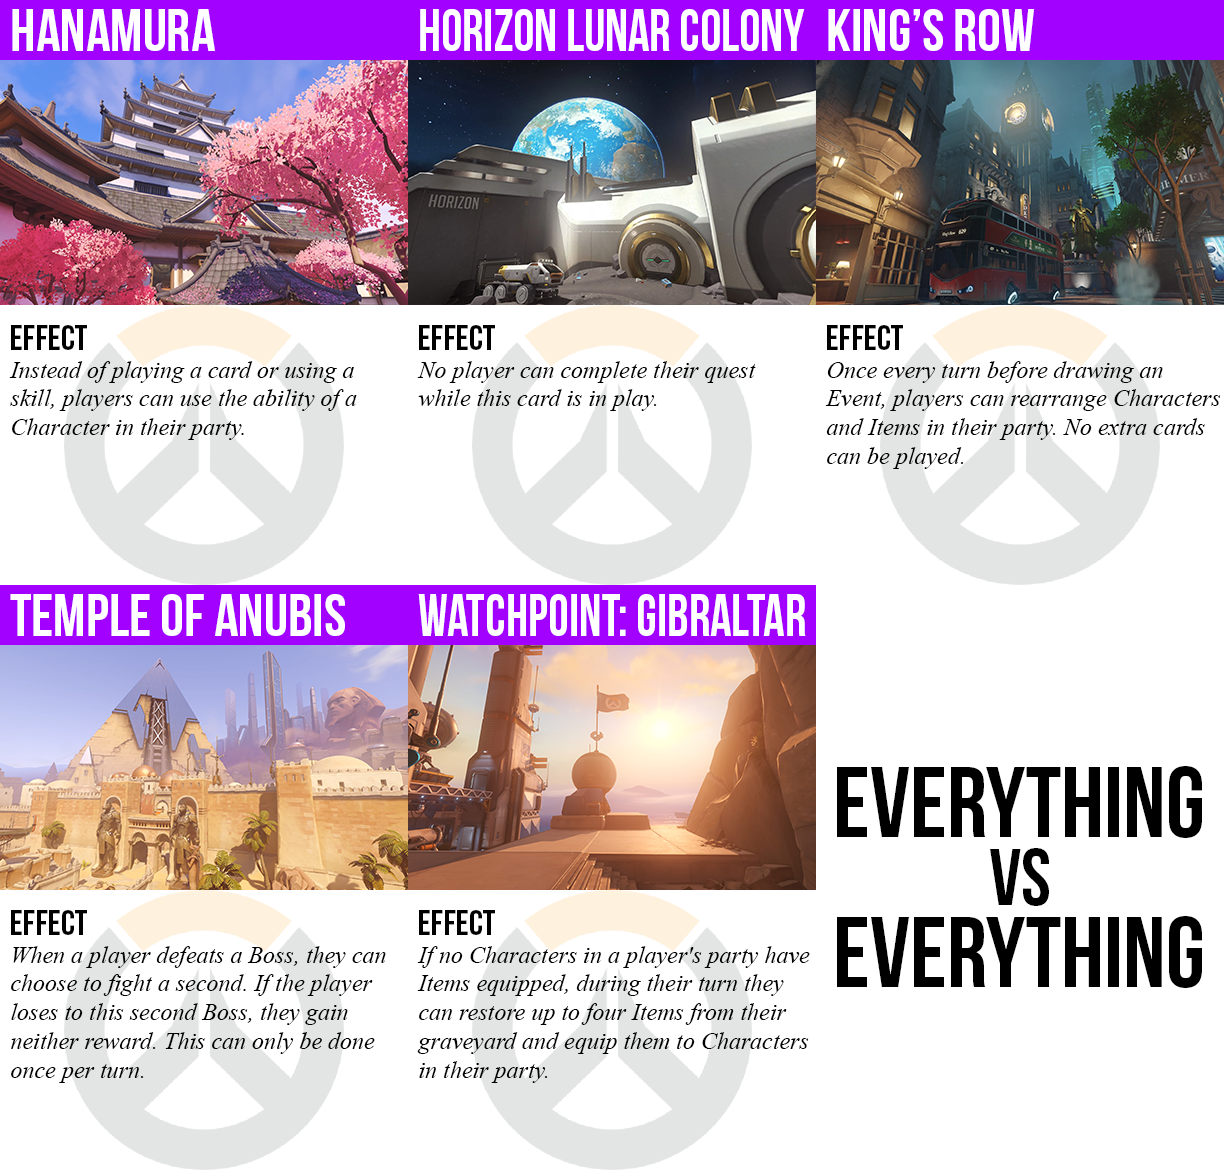 HANAMURA
HORIZON LUNAR COLONY
KING'S ROW
HORIZON
EFFECT
Instead of playing a card or using a
skill, players can use the ability of a
Character in their party.
EFFECT
No player can complete their quest
while this card is in play.
EFFECT
Once every turn before drawing an
Event, players can rearrange Characters
and Items in their party. No extra cards
can be played.
TEMPLE OF ANUBIS
WATCHPOINT: GIBRALTAR
EFFECT
When a player defeats a Boss, they can
choose to fight a second. If the player
loses to this second Boss, they gain
neither reward. This can only be done
once per turn.
EFFECT
If no Characters in a player's party have
Items equipped, during their turn they
can restore up to four Items from their
graveyard and equip them to Characters
in their party.
EVERYTHING
VS
EVERYTHING